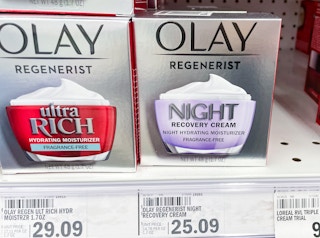 OLAY
REGENERIST
ultra
RICH
HYDRATING MOISTURIZER
FRAGRANCE-FREE
OLAY
REGENERIST
NIGHT
RECOVERY CREAM
NIGHT HYDRATING MOISTURIZER
FRAGRANCE-FREE
OLAY REGEN ULT RICH HYDR
MOISTRZR 1.7OZ
29.09
OLAY REGENERIST NIGHT
RECOVERY CREAM
25.09
LOREAL RVL TRIPLE
CREAM TRIAL
9